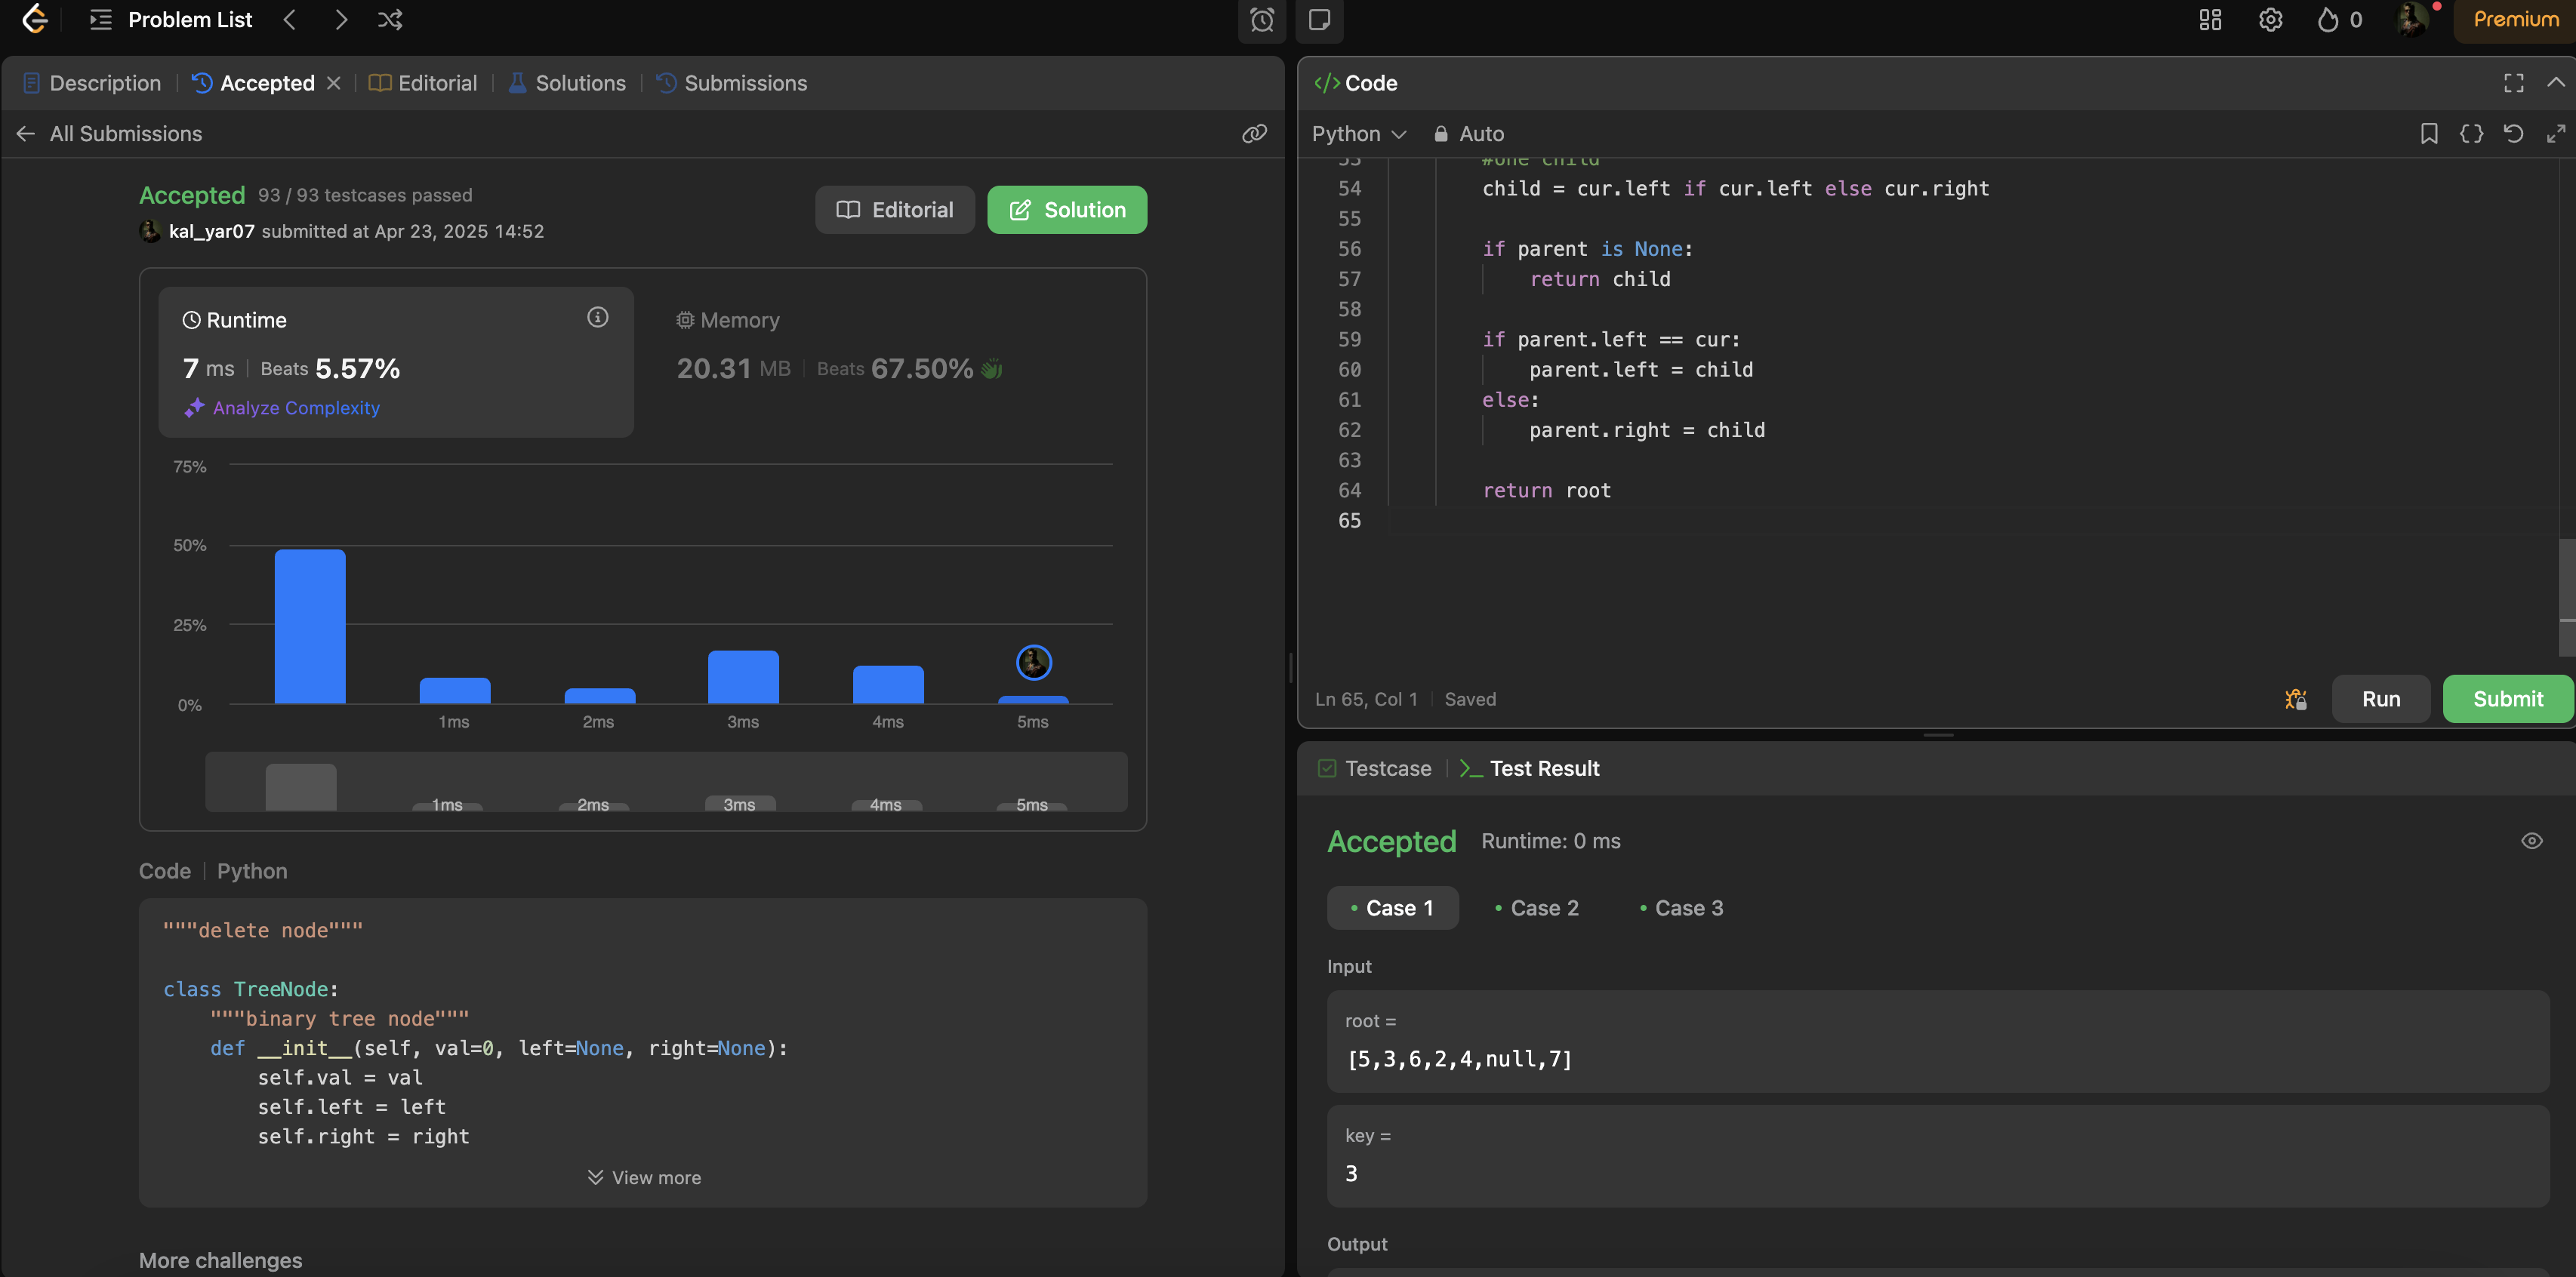 Problem List
0
Premium
Description
Accepted
Editorial
Solutions
Submissions
All Submissions
Accepted 93 / 93 testcases passed
kal_yar07 submitted at Apr 23, 2025 14:52
Editorial
Solution
Runtime
7 ms | Beats 5.57%
Analyze Complexity
Memory
20.31 MB | Beats 67.50%
75%
50%
25%
0%
1ms 2ms 3ms 4ms 5ms
1ms 2ms 3ms 4ms 5ms
Code | Python
"""delete node"""
class TreeNode:
"""binary tree node"""
def __init__(self, val=0, left=None, right=None):
self.val = val
self.left = left
self.right = right
View more
More challenges
</> Code
Python
Auto
53 #one child
54 child = cur.left if cur.left else cur.right
55
56 if parent is None:
57 return child
58
59 if parent.left == cur:
60 parent.left = child
61 else:
62 parent.right = child
63
64 return root
65
Ln 65, Col 1 | Saved
Run
Submit
Testcase
>_ Test Result
Accepted Runtime: 0 ms
• Case 1 • Case 2 • Case 3
Input
root =
[5,3,6,2,4,null,7]
key =
3
Output